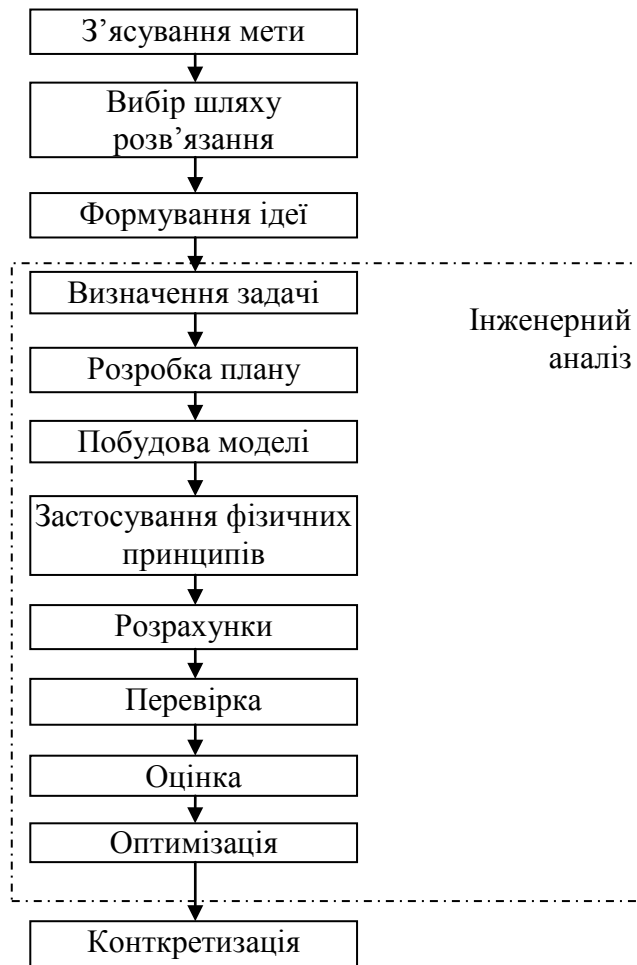 З’ясування мети
Вибір шляху
розв’язання
Формування ідеї
Визначення задачі
Інженерний
аналіз
Розробка плану
Побудова моделі
Застосування фізичних
принципів
Розрахунки
Перевірка
Оцінка
Оптимізація
Конткретизація